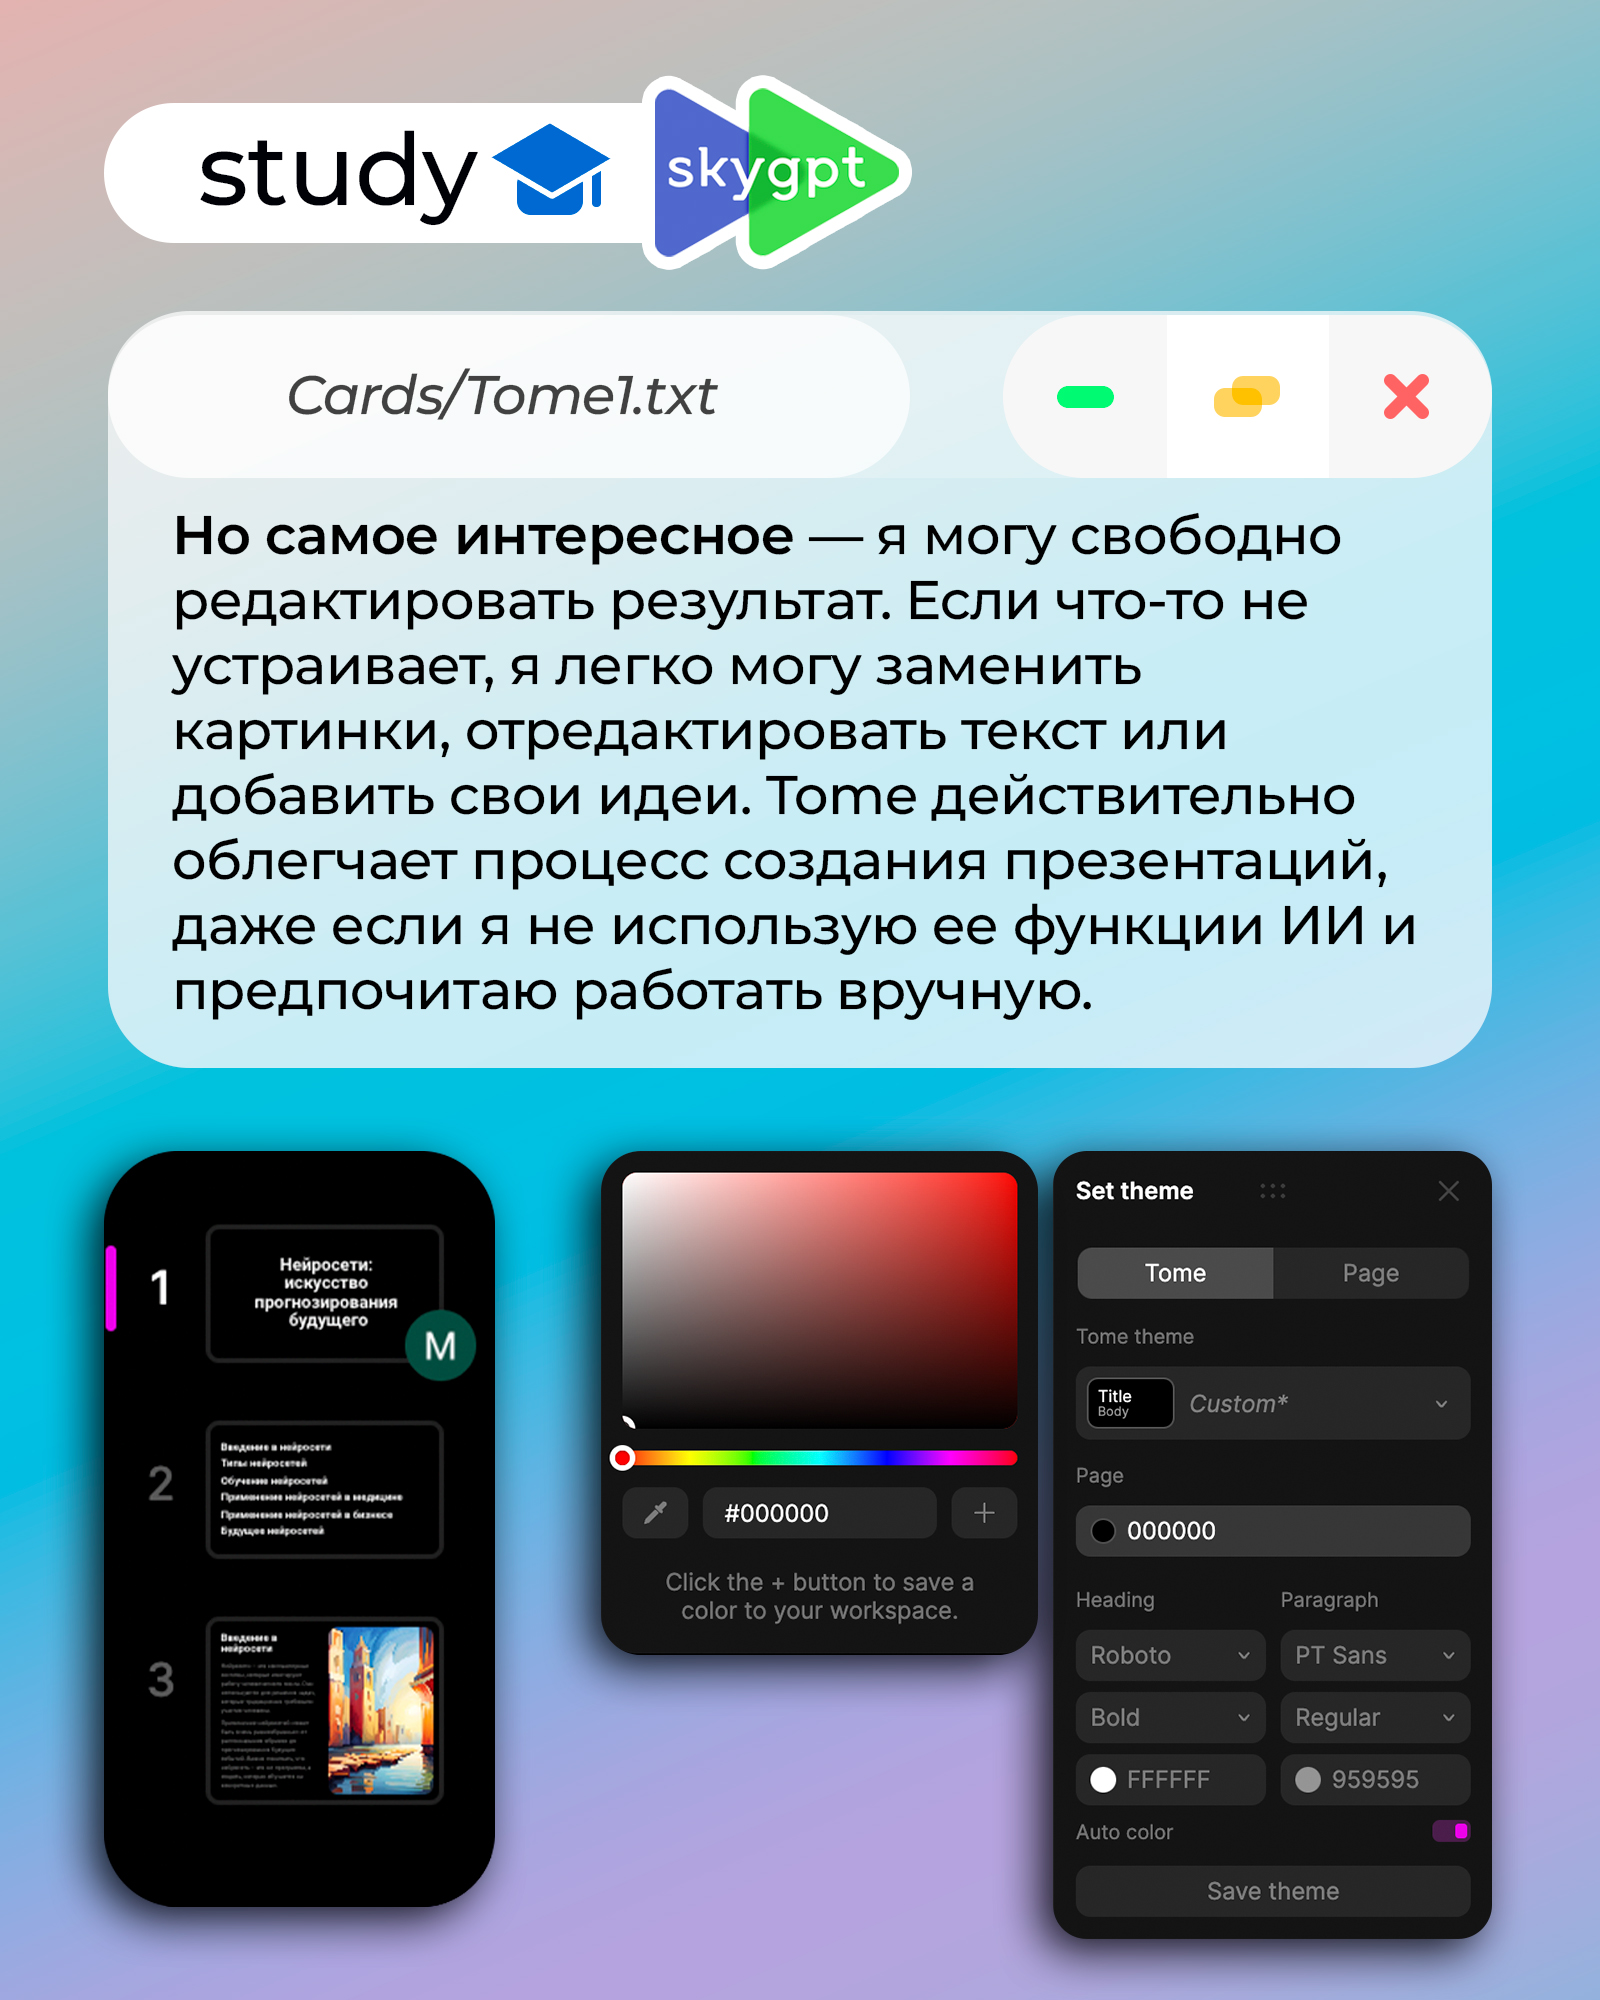 study
skygpt
Cards/Tome1.txt
Но самое интересное — я могу свободно
редактировать результат. Если что-то не
устраивает, я легко могу заменить
картинки, отредактировать текст или
добавить свои идеи. Tome действительно
облегчает процесс создания презентаций,
даже если я не использую ее функции ИИ и
предпочитаю работать вручную.
1
Нейросети:
искусство
прогнозирования
будущего
M
2
Введение в нейросети
Типы нейросетей
Обучение нейросетей
Применение нейросетей в медицине
Применение нейросетей в бизнесе
Будущее нейросетей
3
Введение в
нейросети
#000000
Click the + button to save a
color to your workspace.
Set theme
Tome Page
Tome theme
Title
Body
Custom*
Page
000000
Heading Paragraph
Roboto PT Sans
Bold Regular
FFFFFF 959595
Auto color
Save theme